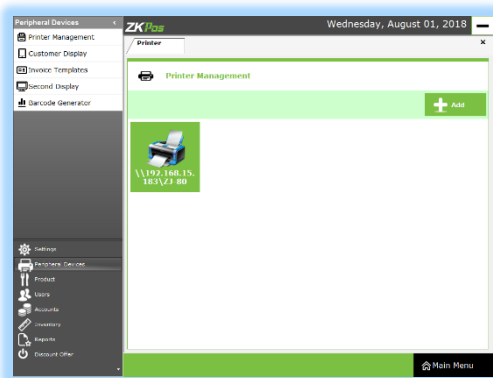 Peripheral Devices
Printer Management
Customer Display
Invoice Templates
Second Display
Barcode Generator
Settings
Peripheral Devices
Product
Users
Accounts
Inventory
Reports
Discount Offer
ZKPos
Wednesday, August 01, 2018
Printer
×
Printer Management
Add
\\192.168.15.
183\ZJ-80
Main Menu